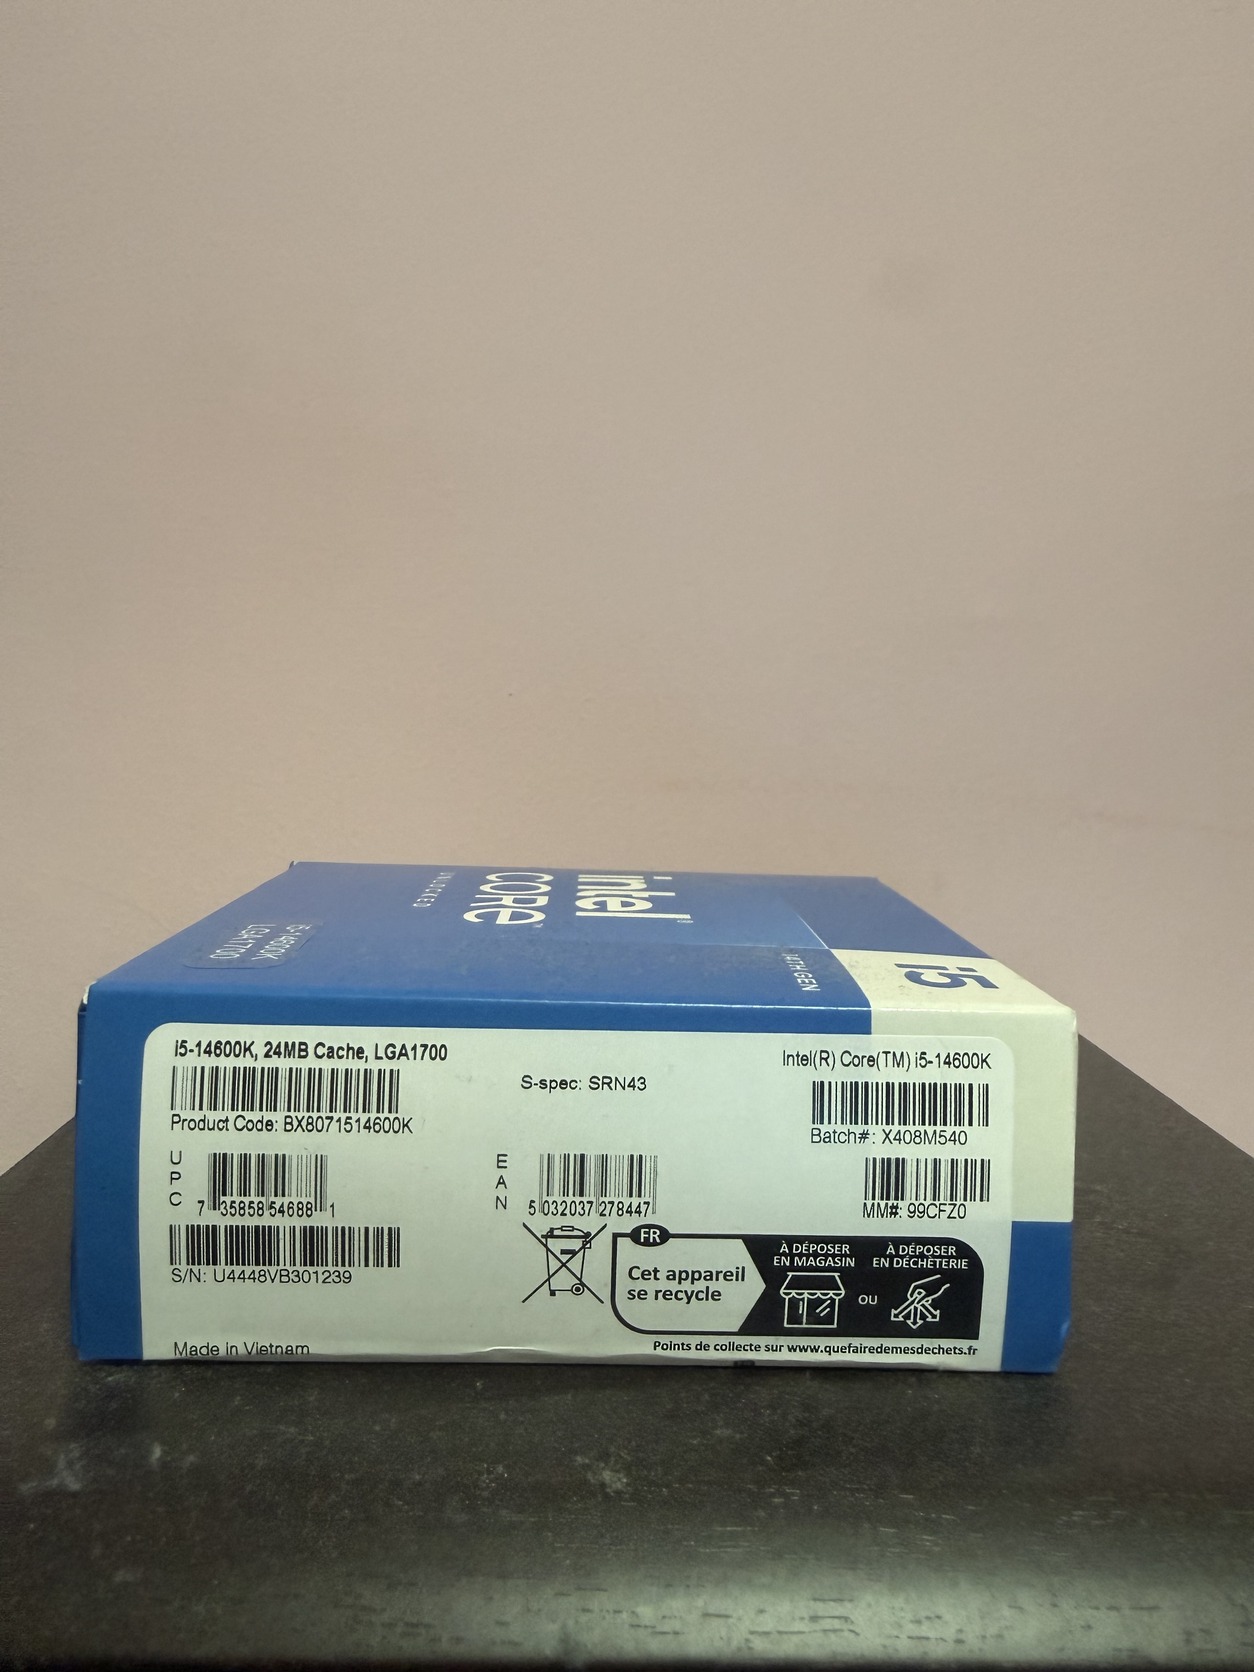 intel®
CORE™
UNLOCKED
i5-14600K
LGA1700
14TH GEN
i5
i5-14600K, 24MB Cache, LGA1700
Product Code: BX8071514600K
S-spec: SRN43
Intel(R) Core(TM) i5-14600K
Batch#: X408M540
UPC
7 35858 54688 1
EAN
5 032037 278447
MM#: 99CFZ0
S/N: U4448VB301239
FR
Cet appareil
se recycle
À DÉPOSER
EN MAGASIN
OU
À DÉPOSER
EN DÉCHÈTERIE
Points de collecte sur www.quefairedemesdechets.fr
Made in Vietnam